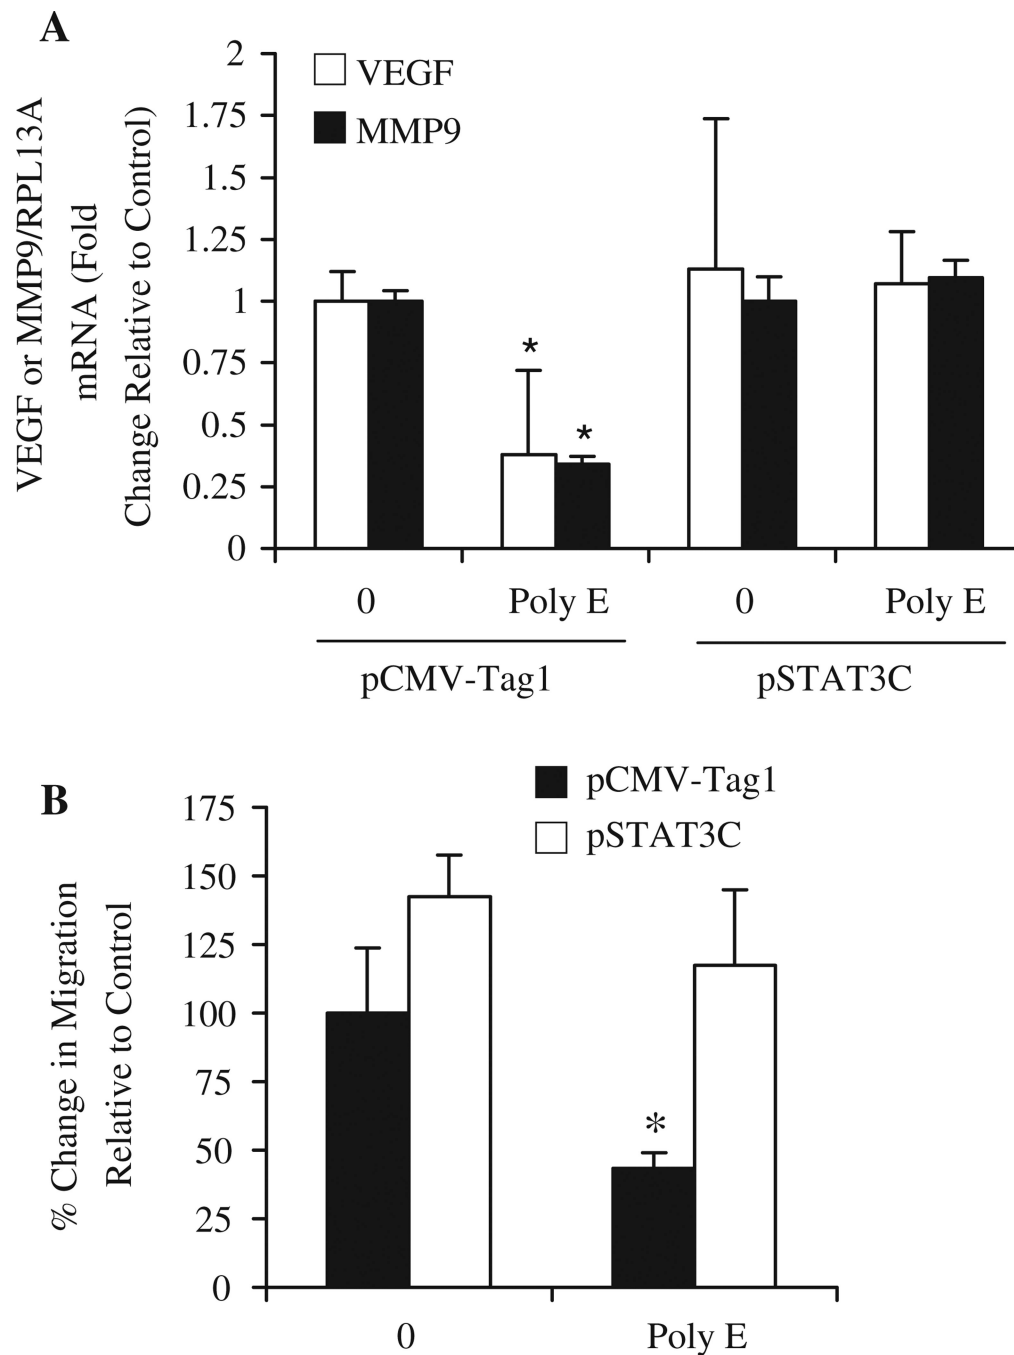 A
VEGF or MMP9/RPL13A
mRNA (Fold
Change Relative to Control)
2
1.75
1.5
1.25
1
0.75
0.5
0.25
0
VEGF
MMP9
*
*
0 Poly E 0 Poly E
pCMV-Tag1 pSTAT3C
B
% Change in Migration
Relative to Control
175
150
125
100
75
50
25
0
pCMV-Tag1
pSTAT3C
*
0 Poly E